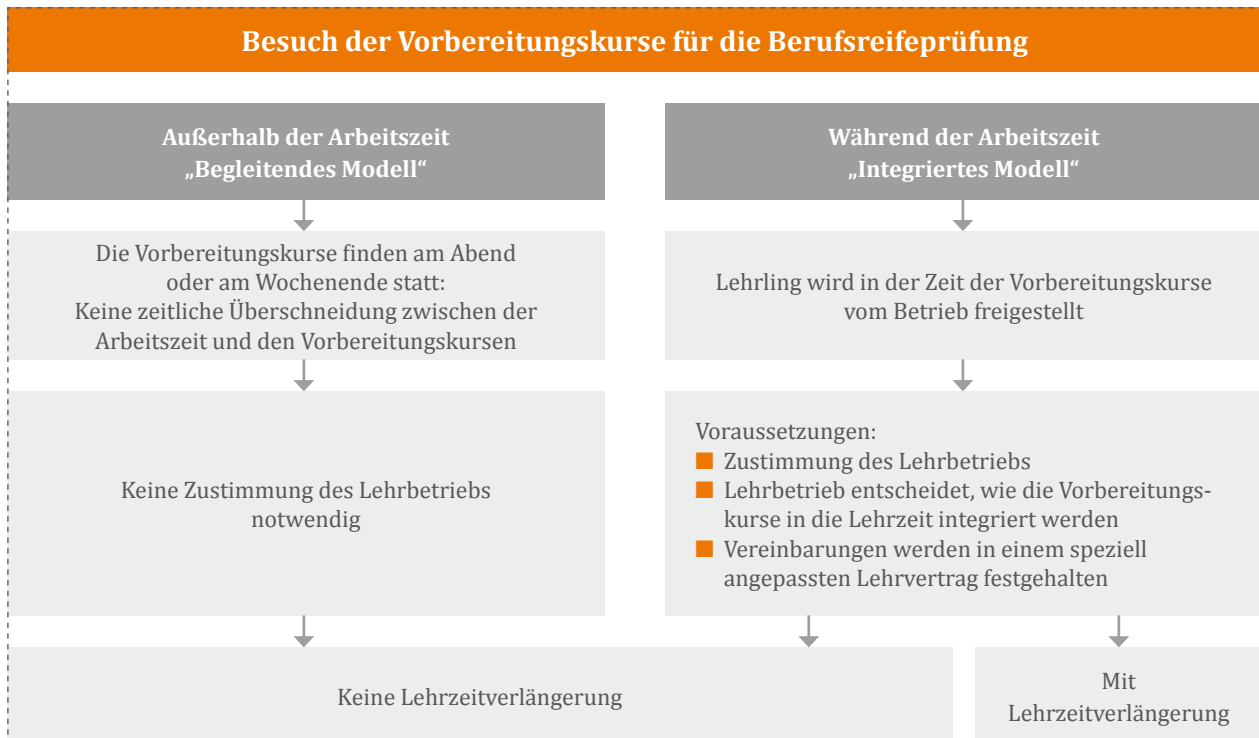 Besuch der Vorbereitungskurse für die Berufsreifeprüfung
Außerhalb der Arbeitszeit
„Begleitendes Modell“
Die Vorbereitungskurse finden am Abend
oder am Wochenende statt:
Keine zeitliche Überschneidung zwischen der
Arbeitszeit und den Vorbereitungskursen
Keine Zustimmung des Lehrbetriebs
notwendig
Während der Arbeitszeit
„Integriertes Modell“
Lehrling wird in der Zeit der Vorbereitungskurse
vom Betrieb freigestellt
Voraussetzungen:
■ Zustimmung des Lehrbetriebs
■ Lehrbetrieb entscheidet, wie die Vorbereitungs-
kurse in die Lehrzeit integriert werden
■ Vereinbarungen werden in einem speziell
angepassten Lehrvertrag festgehalten
Keine Lehrzeitverlängerung
Mit
Lehrzeitverlängerung